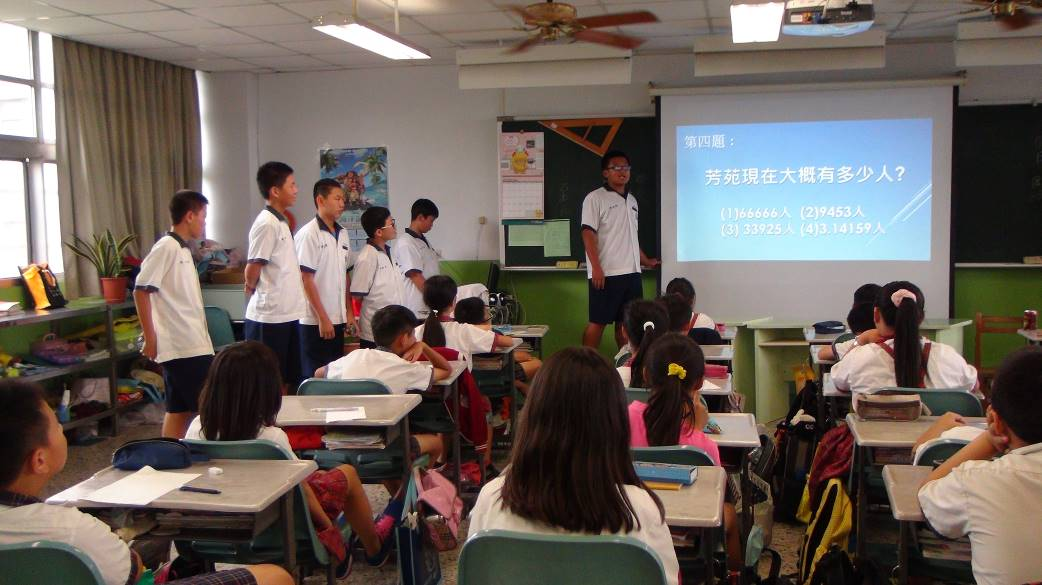 第四題：
芳苑現在大概有多少人?
(1)66666人 (2)9453人
(3) 33925人 (4)3.14159人